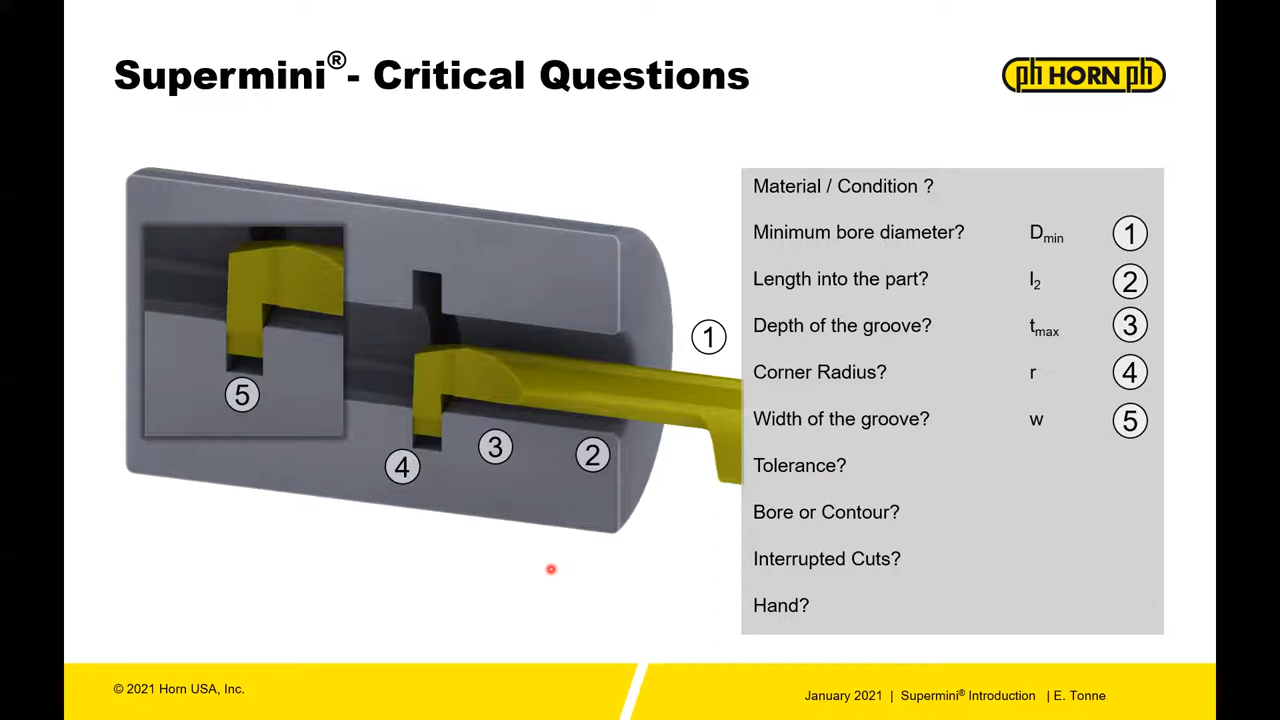 Supermini®- Critical Questions
ph HORN ph
Material / Condition ?
Minimum bore diameter? Dmin 1
Length into the part? l2 2
Depth of the groove? tmax 3
Corner Radius? r 4
Width of the groove? w 5
Tolerance?
Bore or Contour?
Interrupted Cuts?
Hand?
1
5
3
2
4
© 2021 Horn USA, Inc.
January 2021 | Supermini® Introduction | E. Tonne